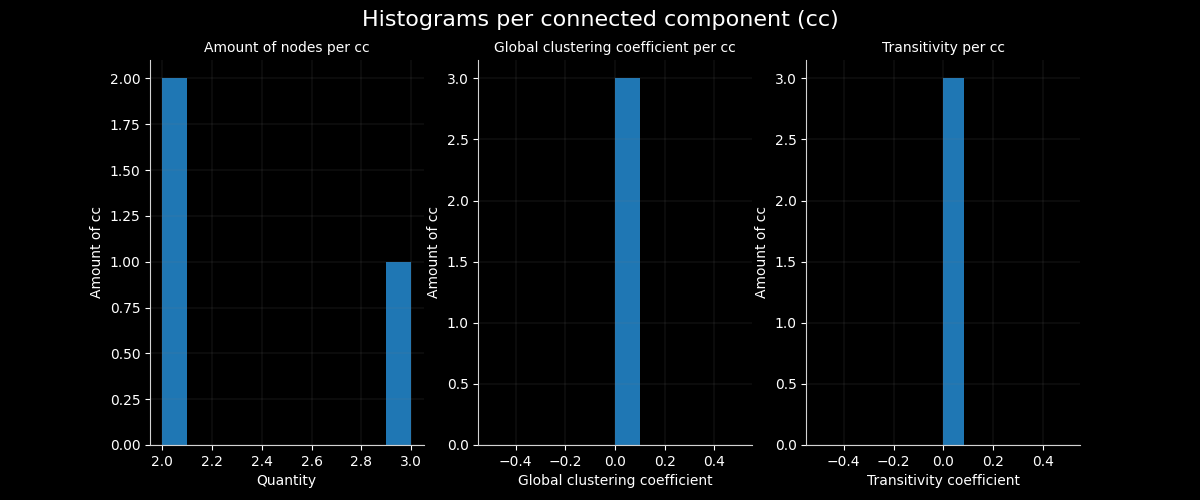 Histograms per connected component (cc)
Amount of nodes per cc
Amount of cc
2.00
1.75
1.50
1.25
1.00
0.75
0.50
0.25
0.00
2.0 2.2 2.4 2.6 2.8 3.0
Quantity
Global clustering coefficient per cc
Amount of cc
3.0
2.5
2.0
1.5
1.0
0.5
0.0
−0.4 −0.2 0.0 0.2 0.4
Global clustering coefficient
Transitivity per cc
Amount of cc
3.0
2.5
2.0
1.5
1.0
0.5
0.0
−0.4 −0.2 0.0 0.2 0.4
Transitivity coefficient